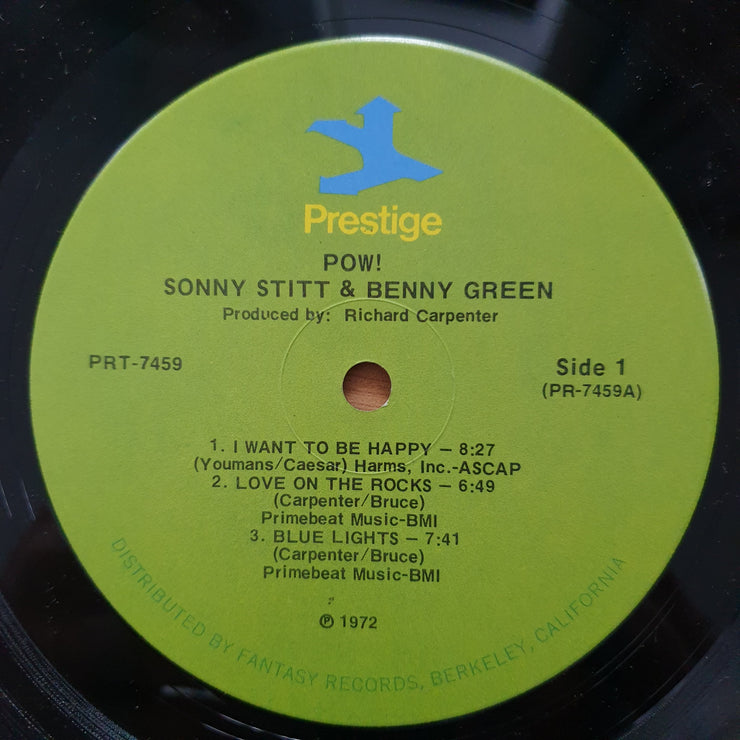 Prestige
POW!
SONNY STITT & BENNY GREEN
Produced by: Richard Carpenter
PRT-7459
Side 1
(PR-7459A)
1. I WANT TO BE HAPPY – 8:27
(Youmans/Caesar) Harms, Inc.-ASCAP
2. LOVE ON THE ROCKS – 6:49
(Carpenter/Bruce)
Primebeat Music-BMI
3. BLUE LIGHTS – 7:41
(Carpenter/Bruce)
Primebeat Music-BMI
℗ 1972
DISTRIBUTED BY FANTASY RECORDS, BERKELEY, CALIFORNIA